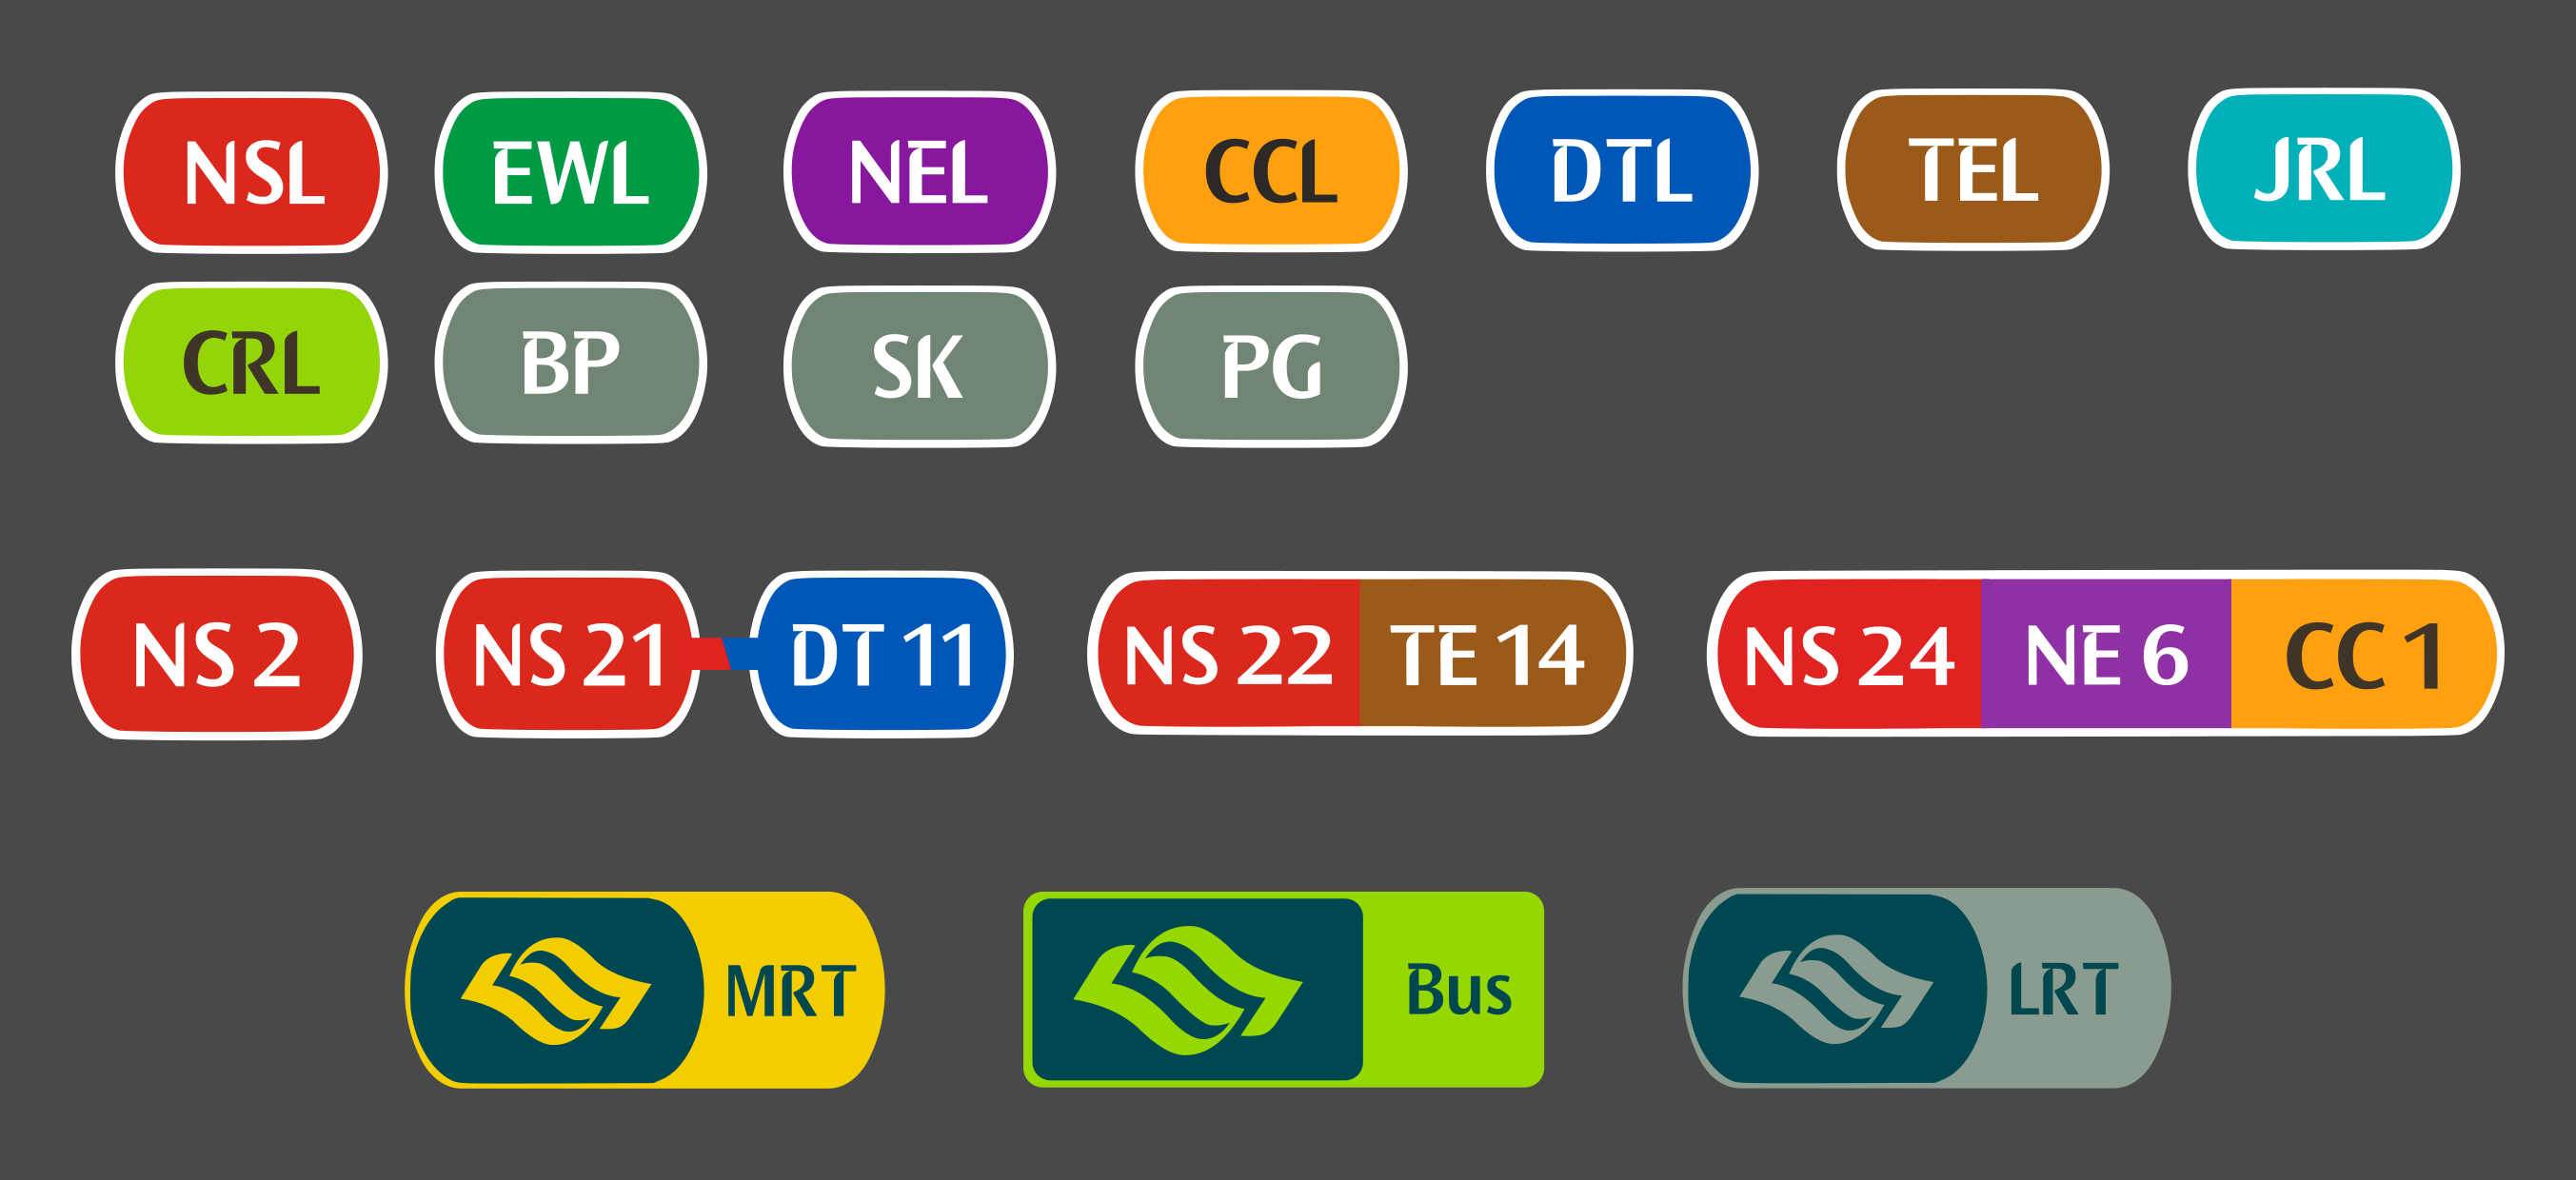 NSL EWL NEL CCL DTL TEL JRL
CRL BP SK PG
NS 2 NS 21 DT 11 NS 22 TE 14 NS 24 NE 6 CC 1
MRT Bus LRT